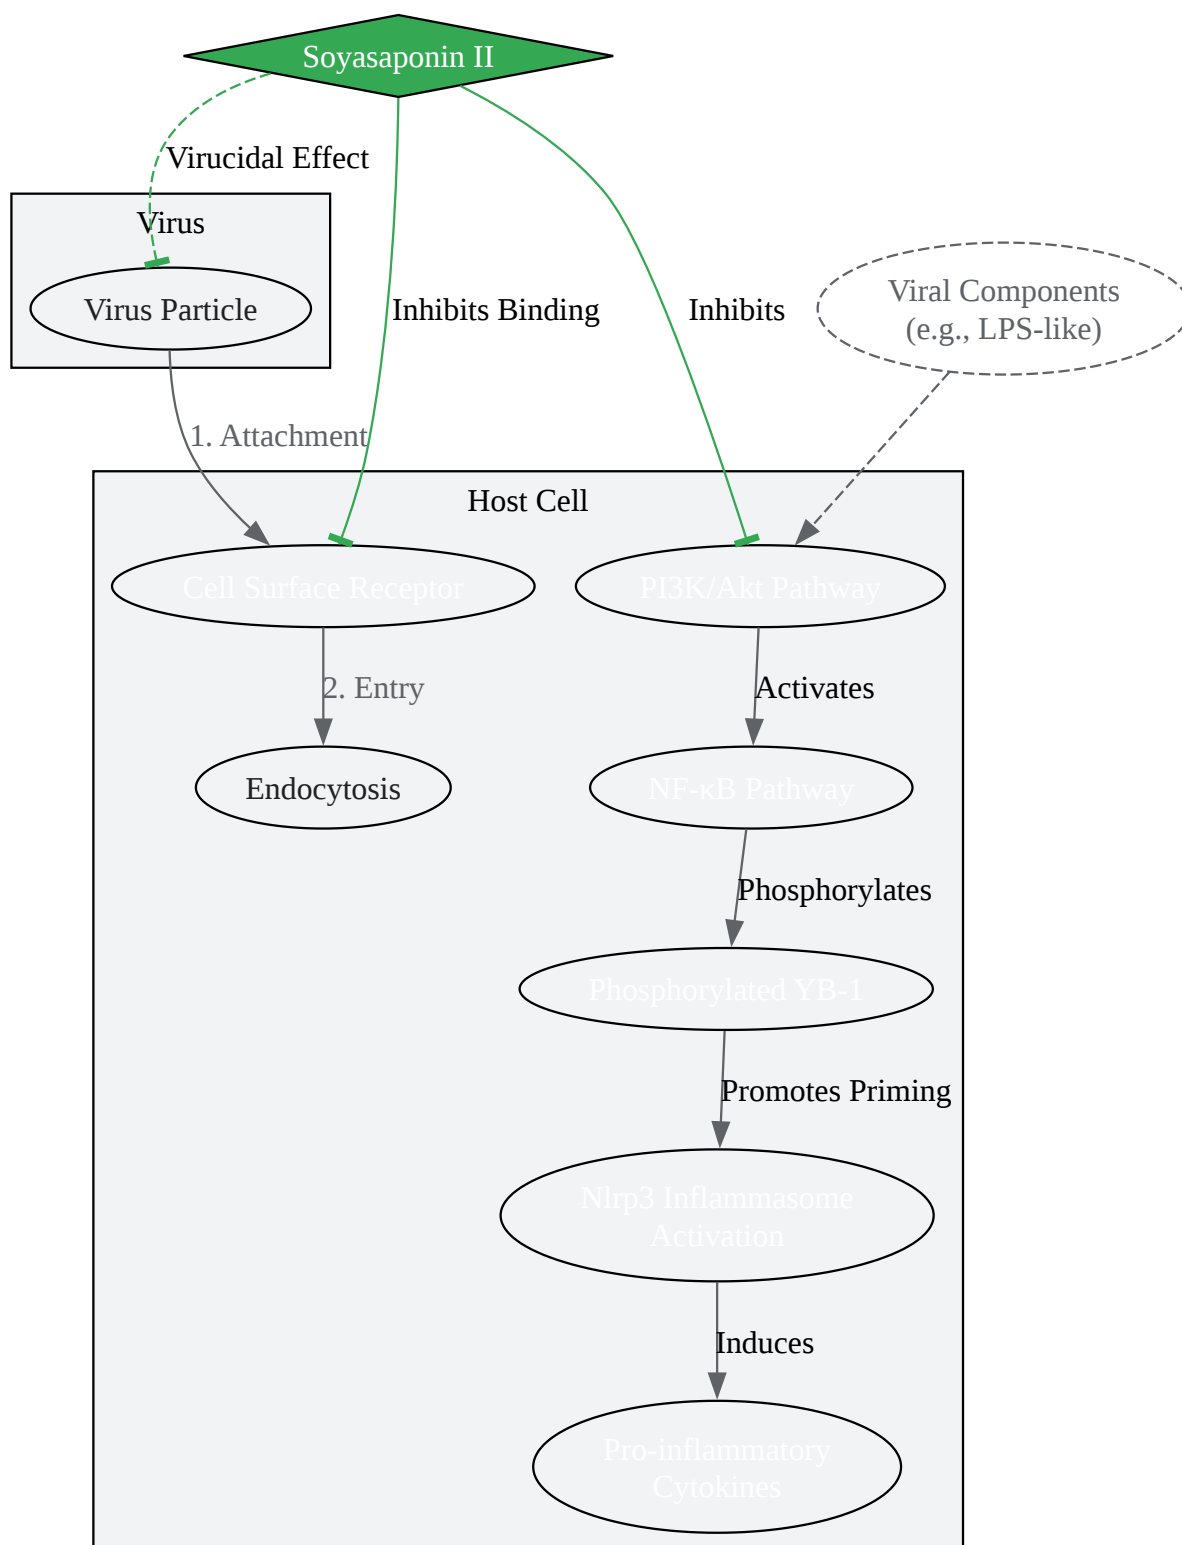 Soyasaponin II
Virucidal Effect
Virus
Virus Particle
Inhibits Binding
Inhibits
Viral Components
(e.g., LPS-like)
1. Attachment
Host Cell
Cell Surface Receptor
PI3K/Akt Pathway
2. Entry
Activates
Endocytosis
NF-κB Pathway
Phosphorylates
Phosphorylated YB-1
Promotes Priming
Nlrp3 Inflammasome
Activation
Induces
Pro-inflammatory
Cytokines